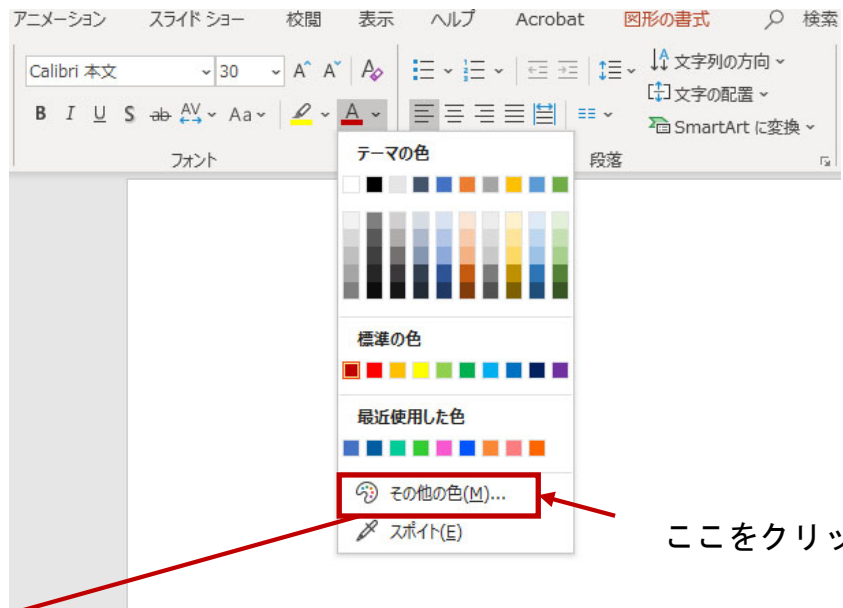 アニメーション スライド ショー 校閲 表示 ヘルプ Acrobat 図形の書式 検索
Calibri 本文 30 A A A 文字列の方向
B I U S ab AV Aa A 文字の配置
SmartArt に変換
フォント 段落
テーマの色
標準の色
最近使用した色
その他の色(M)...
スポイト(E)
ここをクリッ